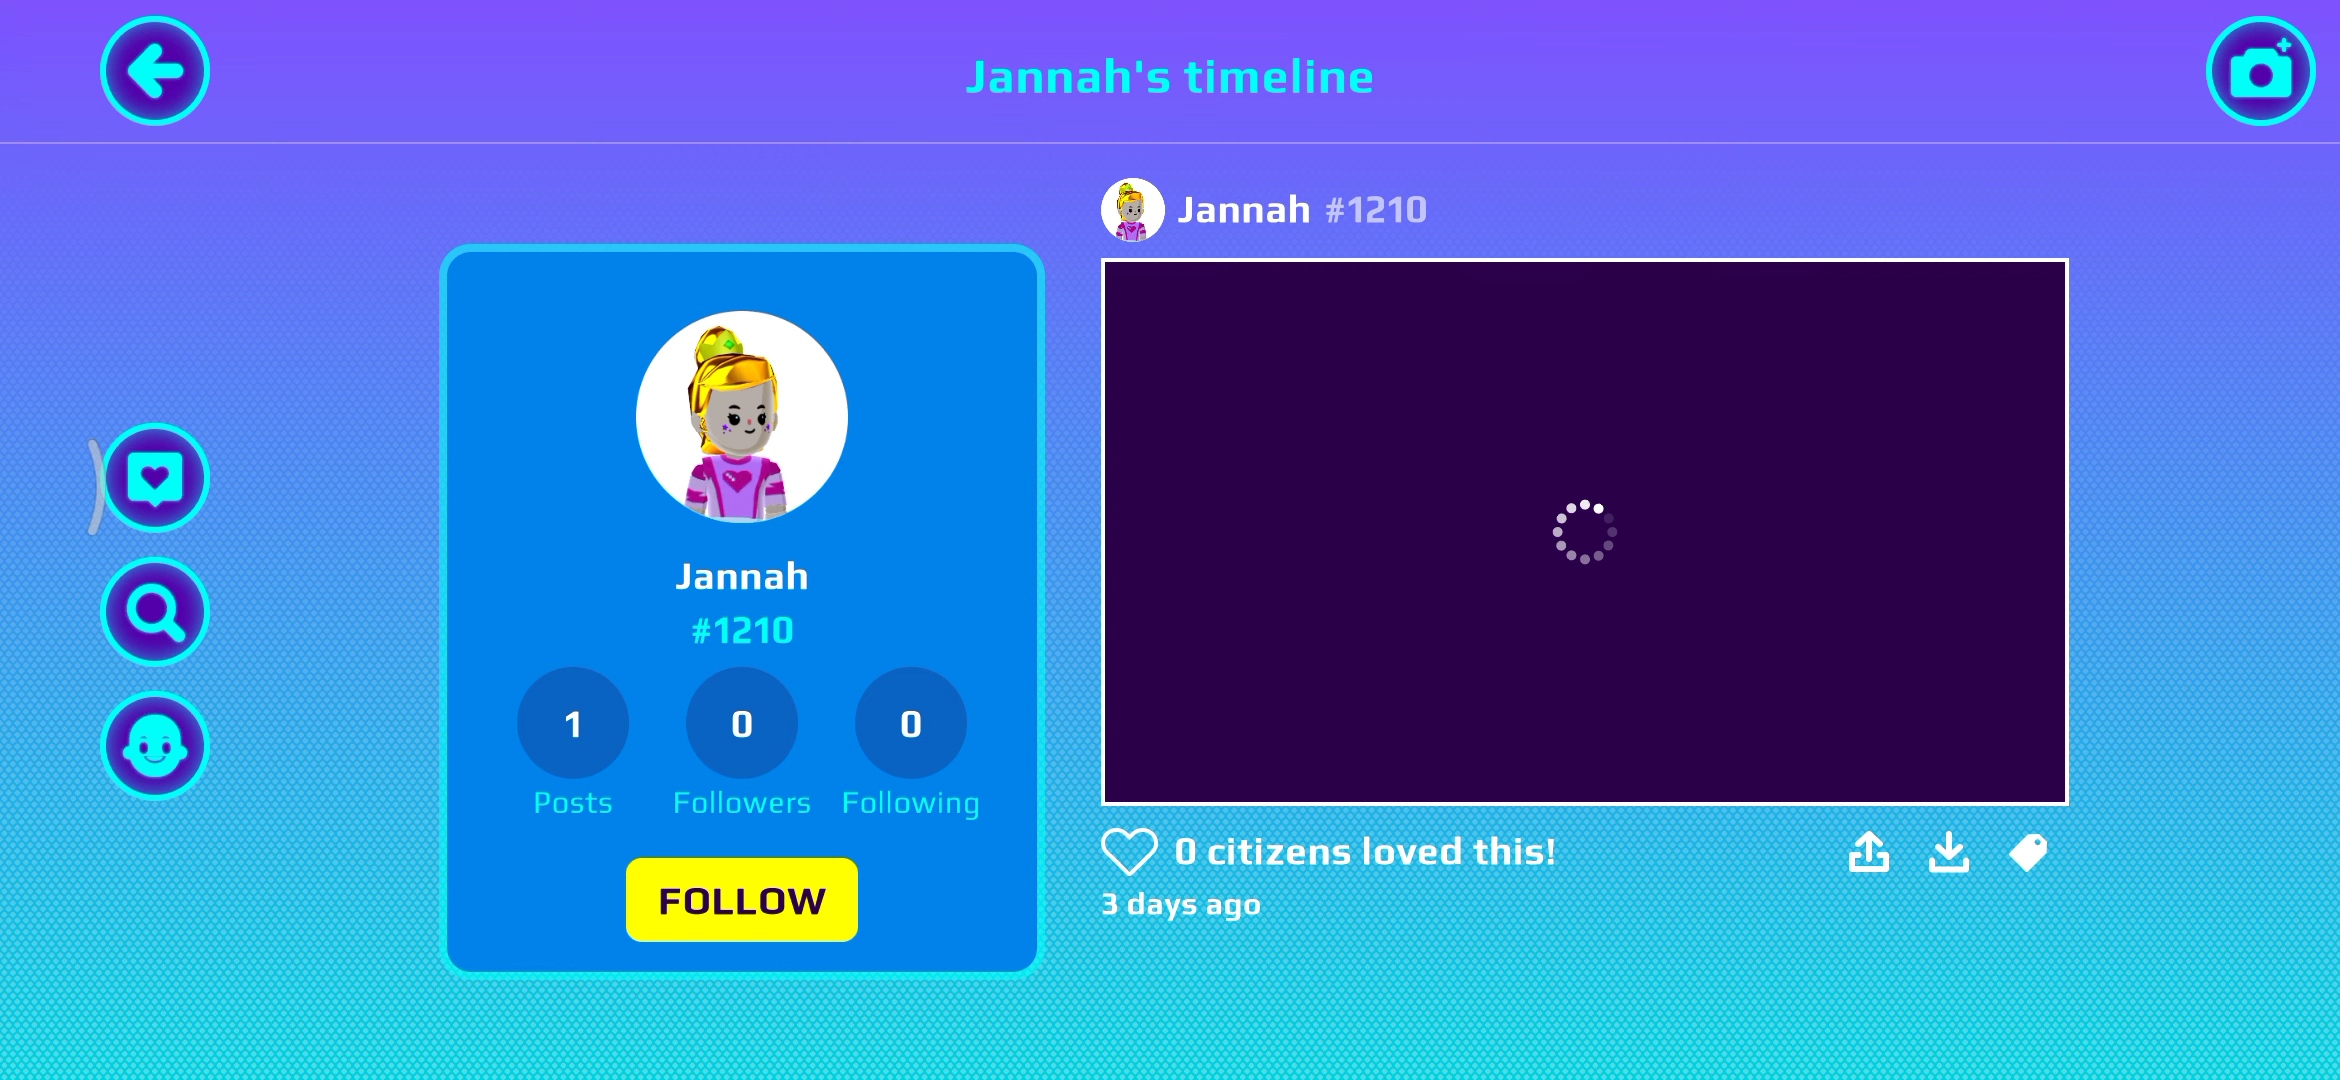 Jannah's timeline
Jannah #1210
Jannah
#1210
1 0 0
Posts Followers Following
FOLLOW
0 citizens loved this!
3 days ago